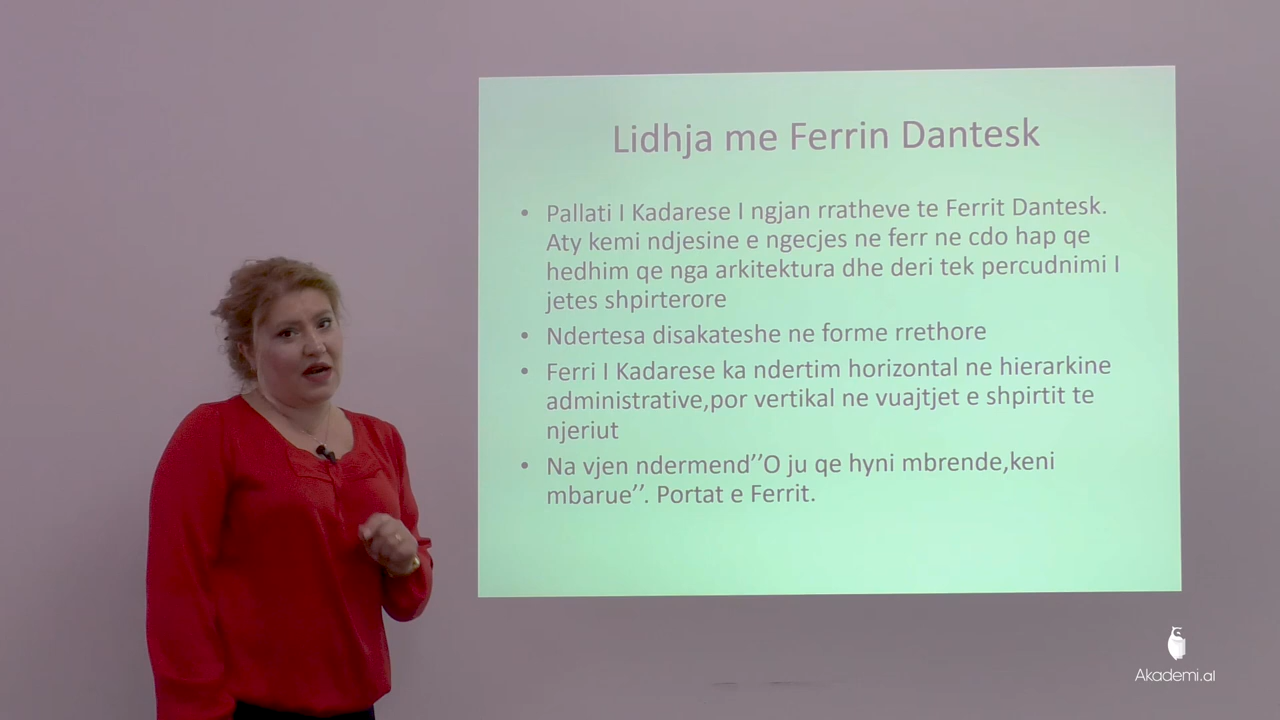 Lidhja me Ferrin Dantesk
• Pallati I Kadarese I ngjan rratheve te Ferrit Dantesk.
Aty kemi ndjesine e ngecjes ne ferr ne cdo hap qe
hedhim qe nga arkitektura dhe deri tek percudnimi I
jetes shpirterore
• Ndertesa disakateshe ne forme rrethore
• Ferri I Kadarese ka ndertim horizontal ne hierarkine
administrative,por vertikal ne vuajtjet e shpirtit te
njeriut
• Na vjen ndermend’’O ju qe hyni mbrende,keni
mbarue’’. Portat e Ferrit.
Akademi.al